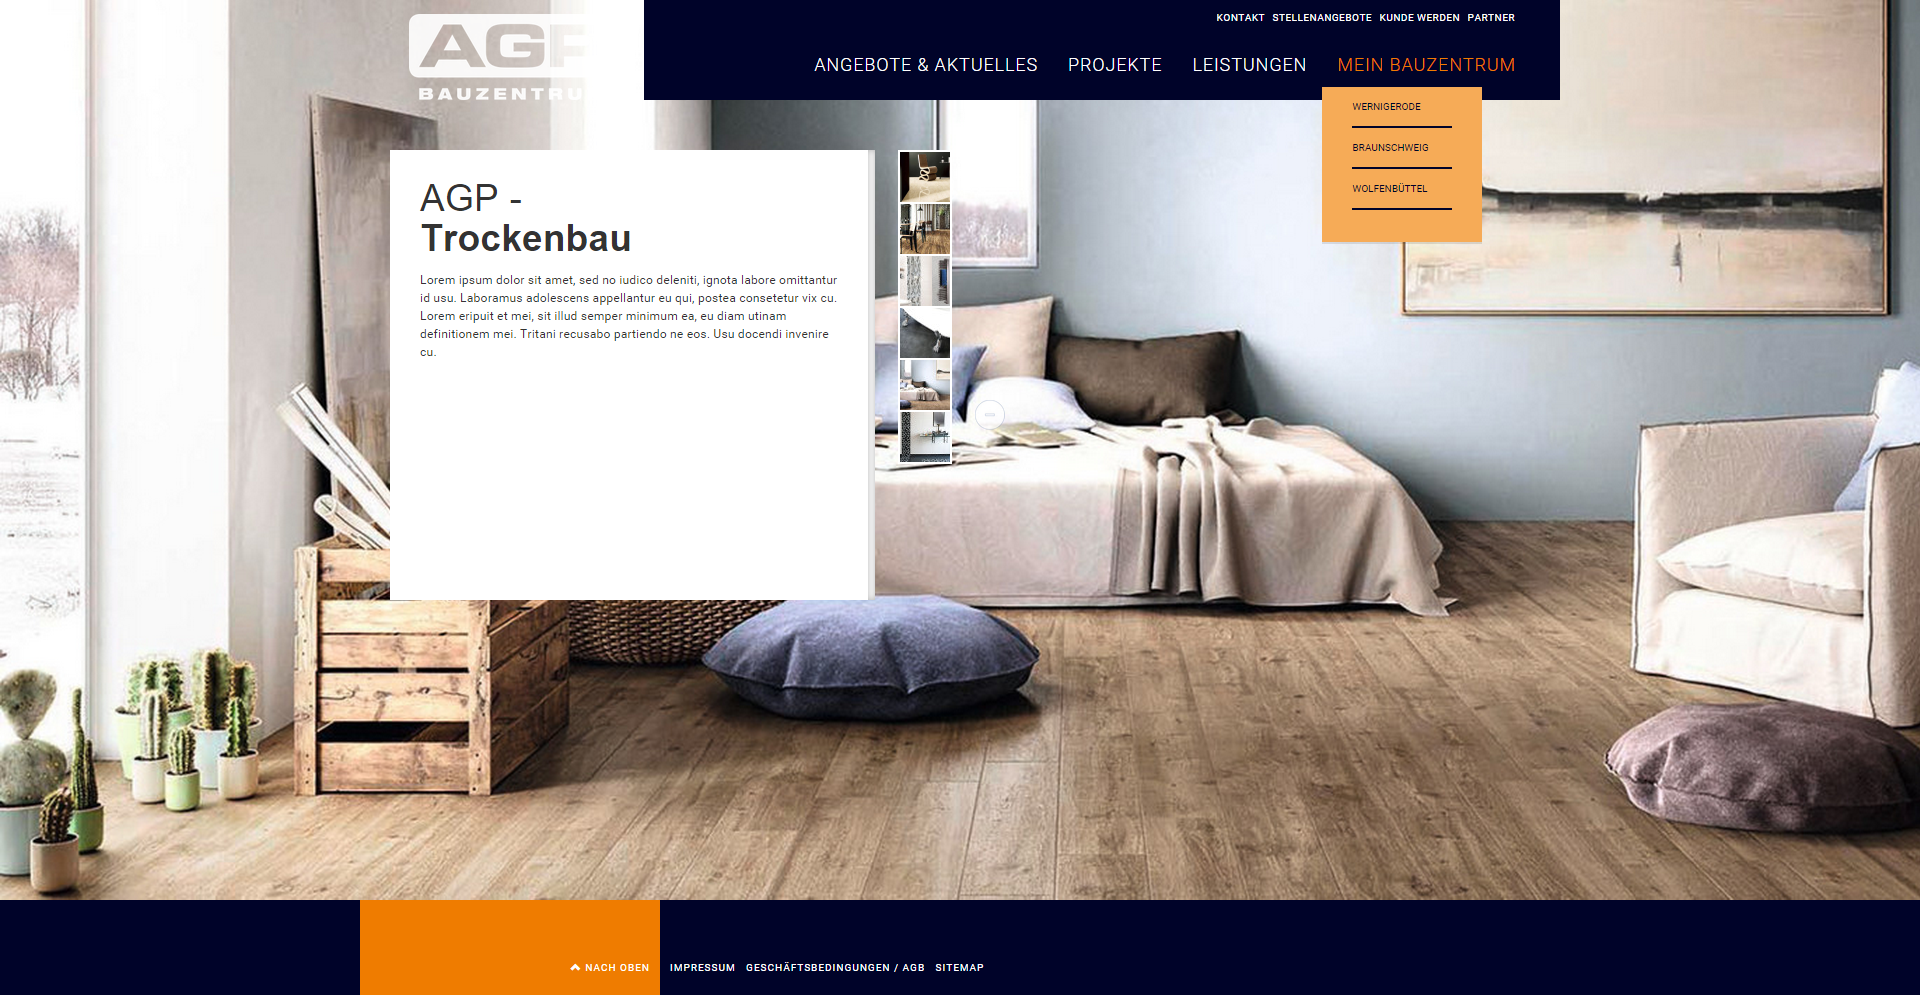 AGP
BAUZENTRU
KONTAKT STELLENANGEBOTE KUNDE WERDEN PARTNER
ANGEBOTE & AKTUELLES PROJEKTE LEISTUNGEN MEIN BAUZENTRUM
WERNIGERODE
BRAUNSCHWEIG
WOLFENBÜTTEL
AGP -
Trockenbau
Lorem ipsum dolor sit amet, sed no iudico deleniti, ignota labore omittantur
id usu. Laboramus adolescens appellantur eu qui, postea consetetur vix cu.
Lorem eripuit et mei, sit illud semper minimum ea, eu diam utinam
definitionem mei. Tritani recusabo partiendo ne eos. Usu docendi invenire
cu.
NACH OBEN IMPRESSUM GESCHÄFTSBEDINGUNGEN / AGB SITEMAP